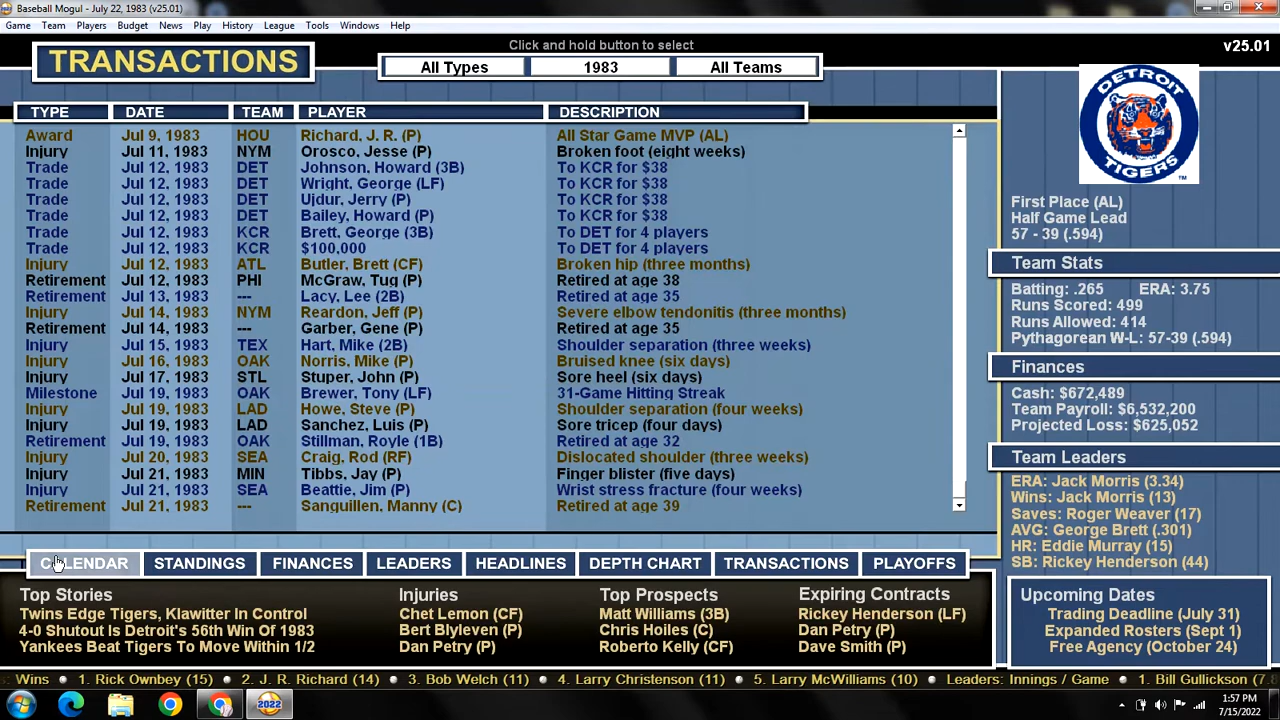 Baseball Mogul - July 22, 1983 (v25.01)
Game Team Players Budget News Play History League Tools Windows Help
TRANSACTIONS
Click and hold button to select
All Types 1983 All Teams
v25.01
TYPE DATE TEAM PLAYER DESCRIPTION
Award Jul 9, 1983 HOU Richard, J. R. (P) All Star Game MVP (AL)
Injury Jul 11, 1983 NYM Orosco, Jesse (P) Broken foot (eight weeks)
Trade Jul 12, 1983 DET Johnson, Howard (3B) To KCR for $38
Trade Jul 12, 1983 DET Wright, George (LF) To KCR for $38
Trade Jul 12, 1983 DET Ujdur, Jerry (P) To KCR for $38
Trade Jul 12, 1983 DET Bailey, Howard (P) To KCR for $38
Trade Jul 12, 1983 KCR Brett, George (3B) To DET for 4 players
Trade Jul 12, 1983 KCR $100,000 To DET for 4 players
Injury Jul 12, 1983 ATL Butler, Brett (CF) Broken hip (three months)
Retirement Jul 12, 1983 PHI McGraw, Tug (P) Retired at age 38
Retirement Jul 13, 1983 --- Lacy, Lee (2B) Retired at age 35
Injury Jul 14, 1983 NYM Reardon, Jeff (P) Severe elbow tendonitis (three months)
Retirement Jul 14, 1983 --- Garber, Gene (P) Retired at age 35
Injury Jul 15, 1983 TEX Hart, Mike (2B) Shoulder separation (three weeks)
Injury Jul 16, 1983 OAK Norris, Mike (P) Bruised knee (six days)
Injury Jul 17, 1983 STL Stuper, John (P) Sore heel (six days)
Milestone Jul 19, 1983 OAK Brewer, Tony (LF) 31-Game Hitting Streak
Injury Jul 19, 1983 LAD Howe, Steve (P) Shoulder separation (four weeks)
Injury Jul 19, 1983 LAD Sanchez, Luis (P) Sore tricep (four days)
Retirement Jul 19, 1983 OAK Stillman, Royle (1B) Retired at age 32
Injury Jul 20, 1983 SEA Craig, Rod (RF) Dislocated shoulder (three weeks)
Injury Jul 21, 1983 MIN Tibbs, Jay (P) Finger blister (five days)
Injury Jul 21, 1983 SEA Beattie, Jim (P) Wrist stress fracture (four weeks)
Retirement Jul 21, 1983 --- Sanguillen, Manny (C) Retired at age 39
DETROIT
TIGERS
TM
First Place (AL)
Half Game Lead
57 - 39 (.594)
Team Stats
Batting: .265 ERA: 3.75
Runs Scored: 499
Runs Allowed: 414
Pythagorean W-L: 57-39 (.594)
Finances
Cash: $672,489
Team Payroll: $6,532,200
Projected Loss: $625,052
Team Leaders
ERA: Jack Morris (3.34)
Wins: Jack Morris (13)
Saves: Roger Weaver (17)
AVG: George Brett (.301)
HR: Eddie Murray (15)
SB: Rickey Henderson (44)
CALENDAR STANDINGS FINANCES LEADERS HEADLINES DEPTH CHART TRANSACTIONS PLAYOFFS
Top Stories
Twins Edge Tigers, Klawitter In Control
4-0 Shutout Is Detroit's 56th Win Of 1983
Yankees Beat Tigers To Move Within 1/2
Injuries
Chet Lemon (CF)
Bert Blyleven (P)
Dan Petry (P)
Top Prospects
Matt Williams (3B)
Chris Hoiles (C)
Roberto Kelly (CF)
Expiring Contracts
Rickey Henderson (LF)
Dan Petry (P)
Dave Smith (P)
Upcoming Dates
Trading Deadline (July 31)
Expanded Rosters (Sept 1)
Free Agency (October 24)
: Wins • 1. Rick Ownbey (15) • 2. J. R. Richard (14) • 3. Bob Welch (11) • 4. Larry Christenson (11) • 5. Larry McWilliams (10) • Leaders: Innings / Game • 1. Bill Gullickson (7.8
2022
1:57 PM
7/15/2022